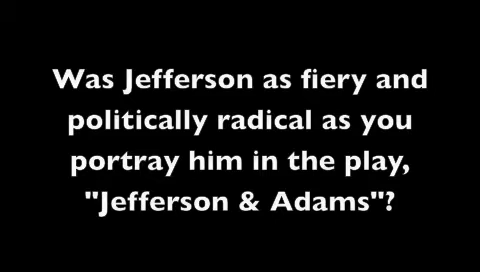 Was Jefferson as fiery and
politically radical as you
portray him in the play,
"Jefferson & Adams"?